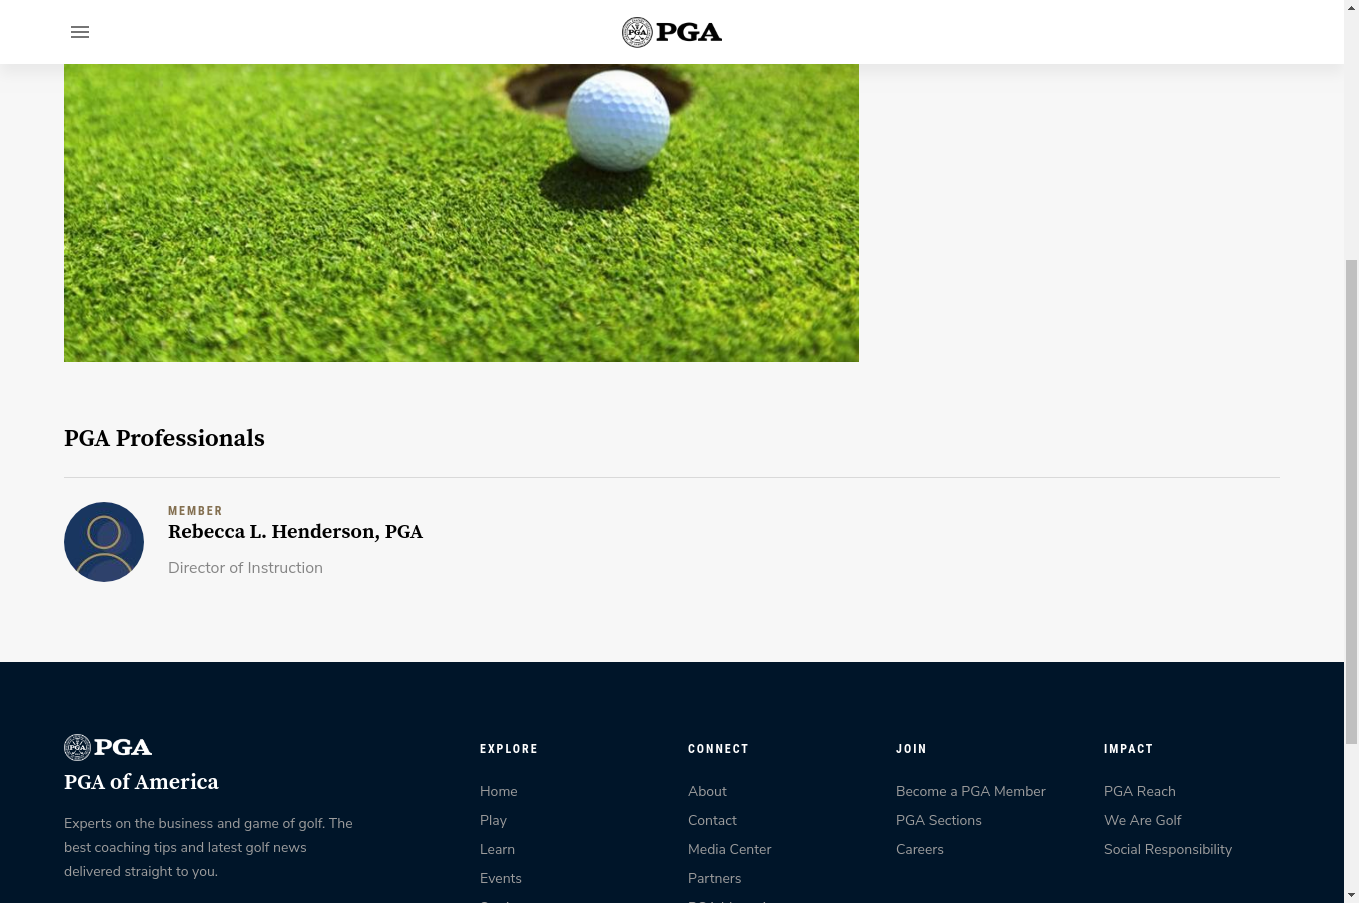 PGA
PGA Professionals
MEMBER
Rebecca L. Henderson, PGA
Director of Instruction
PGA
PGA of America
Experts on the business and game of golf. The
best coaching tips and latest golf news
delivered straight to you.
EXPLORE
Home
Play
Learn
Events
CONNECT
About
Contact
Media Center
Partners
JOIN
Become a PGA Member
PGA Sections
Careers
IMPACT
PGA Reach
We Are Golf
Social Responsibility